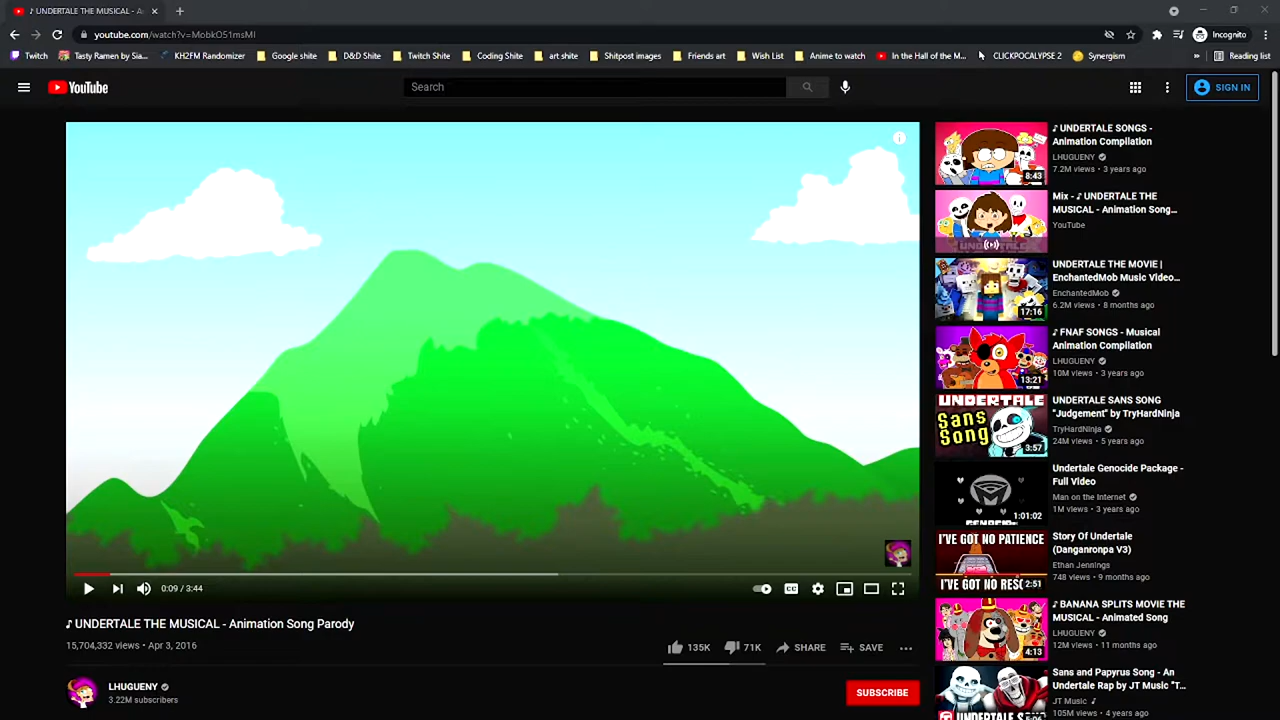 ♪ UNDERTALE THE MUSICAL - A
youtube.com/watch?v=MobkO51msMI
Incognito
Twitch
Tasty Ramen by Sia...
KH2FM Randomizer
Google shite
D&D Shite
Twitch Shite
Coding Shite
art shite
Shitpost images
Friends art
Wish List
Anime to watch
In the Hall of the M...
CLICKPOCALYPSE 2
Synergism
»
Reading list
YouTube
Search
SIGN IN
♪ UNDERTALE SONGS -
Animation Compilation
LHUGUENY
7.2M views • 3 years ago
8:43
Mix - ♪ UNDERTALE THE
MUSICAL - Animation Song...
YouTube
UNDERTALE THE MOVIE |
EnchantedMob Music Video...
EnchantedMob
6.2M views • 8 months ago
17:16
♪ FNAF SONGS - Musical
Animation Compilation
LHUGUENY
10M views • 3 years ago
13:21
UNDERTALE
Sans
Song
3:57
UNDERTALE SANS SONG
"Judgement" by TryHardNinja
TryHardNinja
24M views • 5 years ago
Undertale Genocide Package -
Full Video
Man on the Internet
1M views • 3 years ago
1:01:02
I'VE GOT NO PATIENCE
I'VE GOT NO RES
2:51
Story Of Undertale
(Danganronpa V3)
Ethan Jennings
748 views • 9 months ago
♪ BANANA SPLITS MOVIE THE
MUSICAL - Animated Song
LHUGUENY
12M views • 11 months ago
4:13
Sans and Papyrus Song - An
Undertale Rap by JT Music "T...
JT Music ♪
105M views • 4 years ago
0:09 / 3:44
CC
♪ UNDERTALE THE MUSICAL - Animation Song Parody
15,704,332 views • Apr 3, 2016
135K
71K
SHARE
SAVE
LHUGUENY
3.22M subscribers
SUBSCRIBE